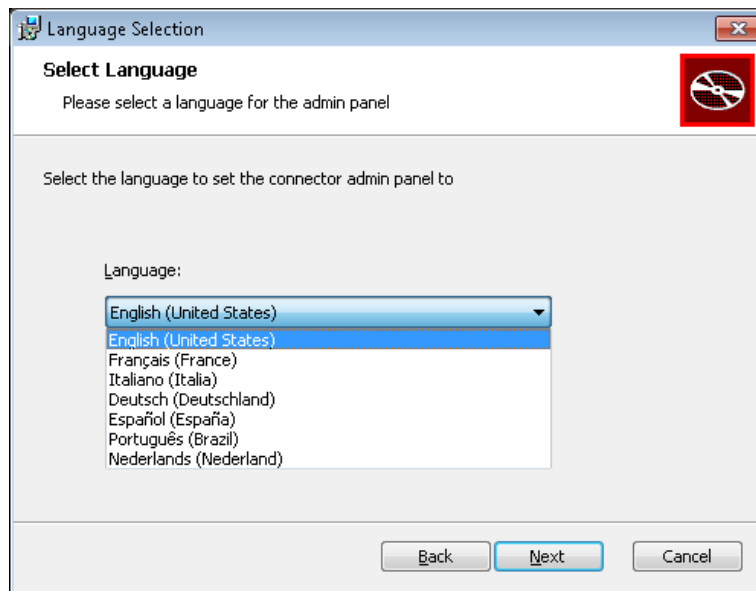 Language Selection
Select Language
Please select a language for the admin panel
Select the language to set the connector admin panel to
Language:
English (United States)
English (United States)
Français (France)
Italiano (Italia)
Deutsch (Deutschland)
Español (España)
Português (Brazil)
Nederlands (Nederland)
Back
Next
Cancel